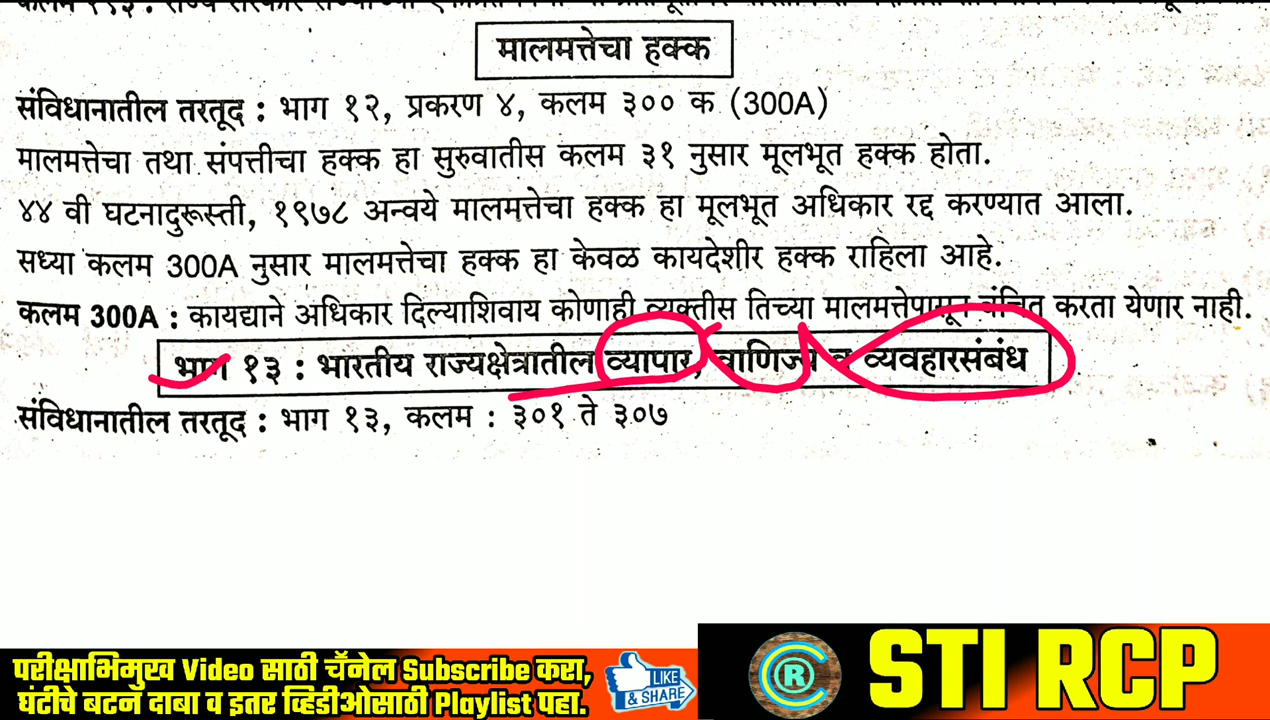 मालमत्तेचा हक्क
संविधानातील तरतूद : भाग १२, प्रकरण ४, कलम ३०० क (300A)
मालमत्तेचा तथा संपत्तीचा हक्क हा सुरुवातीस कलम ३१ नुसार मूलभूत हक्क होता.
४४ वी घटनादुरूस्ती, १९७८ अन्वये मालमत्तेचा हक्क हा मूलभूत अधिकार रद्द करण्यात आला.
सध्या कलम 300A नुसार मालमत्तेचा हक्क हा केवळ कायदेशीर हक्क राहिला आहे.
कलम 300A : कायद्याने अधिकार दिल्याशिवाय कोणाही व्यक्तीस तिच्या मालमत्तेपासून वंचित करता येणार नाही.
भाग १३ : भारतीय राज्यक्षेत्रातील व्यापार, वाणिज्य व व्यवहारसंबंध
संविधानातील तरतूद : भाग १३, कलम : ३०१ ते ३०७
परीक्षाभिमुख Video साठी चॅनेल Subscribe करा,
घंटीचे बटन दाबा व इतर व्हिडीओसाठी Playlist पहा.
LIKE
& SHARE
R
STI RCP